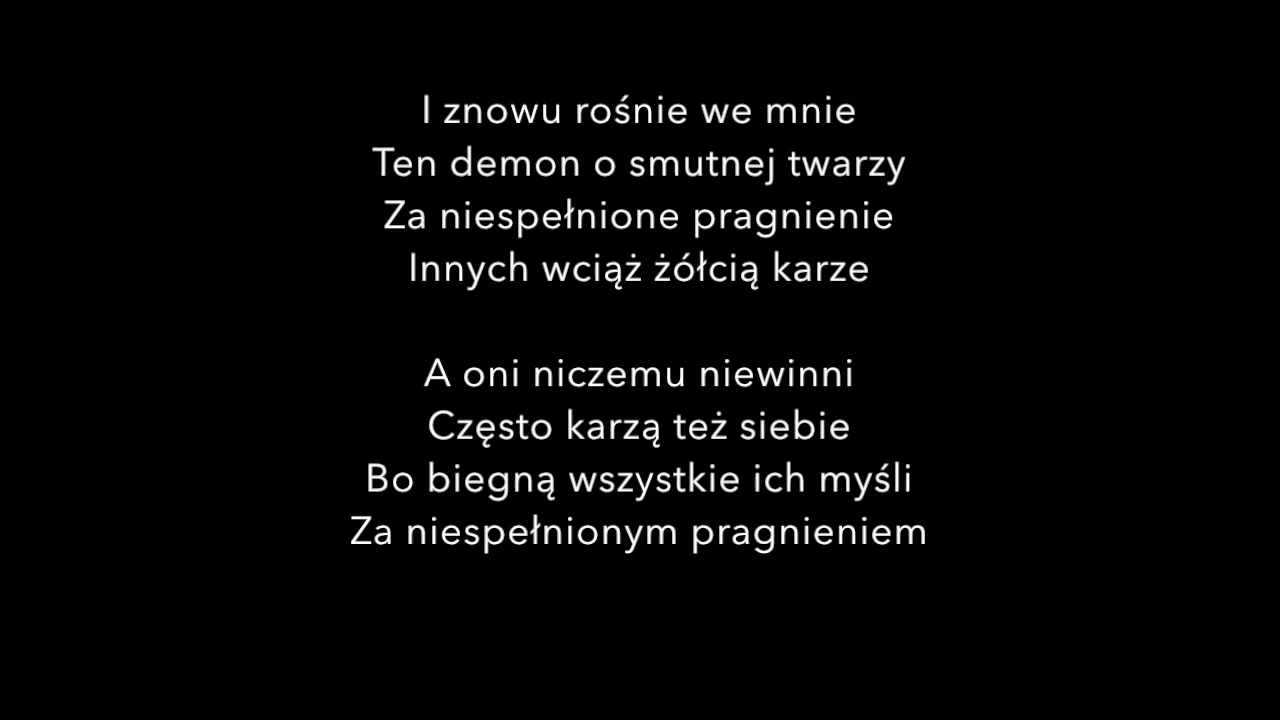 I znowu rośnie we mnie
Ten demon o smutnej twarzy
Za niespełnione pragnienie
Innych wciąż żółcią karze
A oni niczemu niewinni
Często karzą też siebie
Bo biegną wszystkie ich myśli
Za niespełnionym pragnieniem